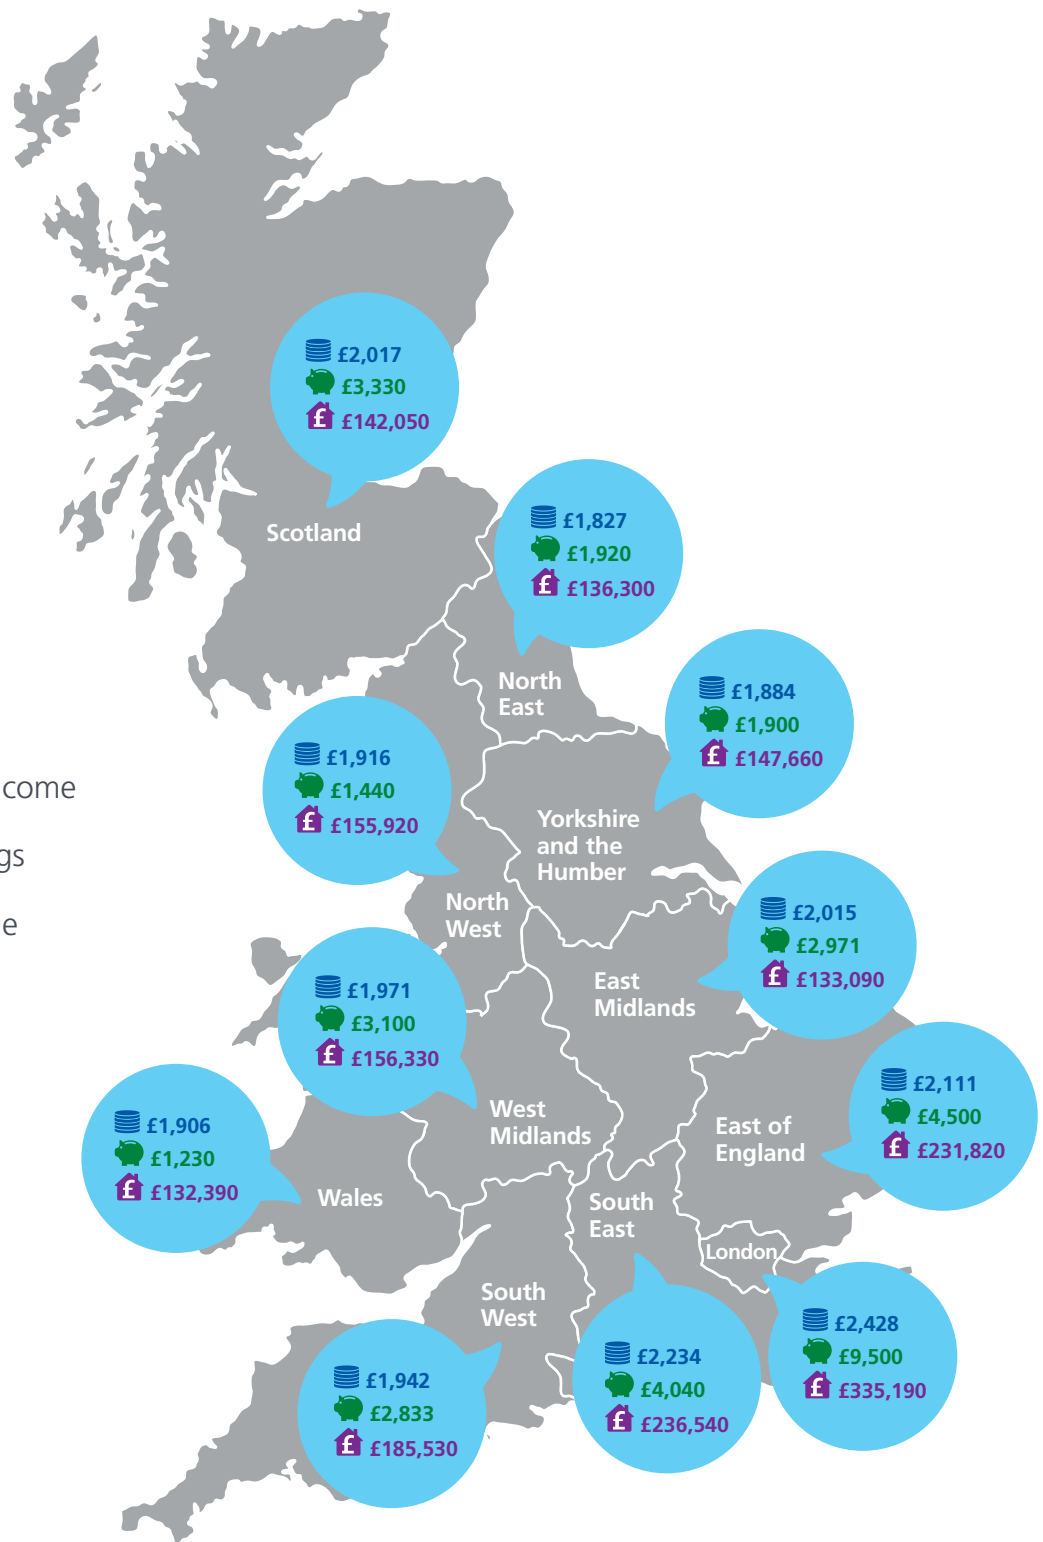 £2,017
£3,330
£142,050
Scotland
£1,827
£1,920
£136,300
North
East
£1,884
£1,900
£147,660
£1,916
£1,440
£155,920
come
gs
e
Yorkshire
and the
Humber
North
West
£2,015
£2,971
£133,090
East
Midlands
£1,971
£3,100
£156,330
West
Midlands
£2,111
£4,500
£231,820
East of
England
£1,906
£1,230
£132,390
Wales
South
East
London
South
West
£2,428
£9,500
£335,190
£2,234
£4,040
£236,540
£1,942
£2,833
£185,530